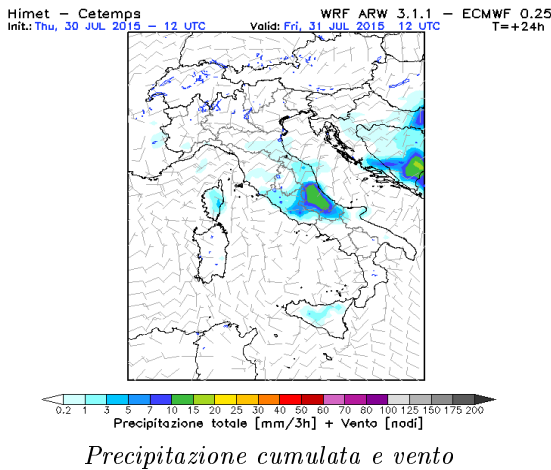 Himet – Cetemps WRF ARW 3.1.1 – ECMWF 0.25
Init.: Thu, 30 JUL 2015 – 12 UTC Valid: Fri, 31 JUL 2015 12 UTC T=+24h
0.2 1 3 5 7 10 15 20 25 30 40 50 60 70 80 100 125 150 175 200
Precipitazione totale [mm/3h] + Vento [nodi]
Precipitazione cumulata e vento